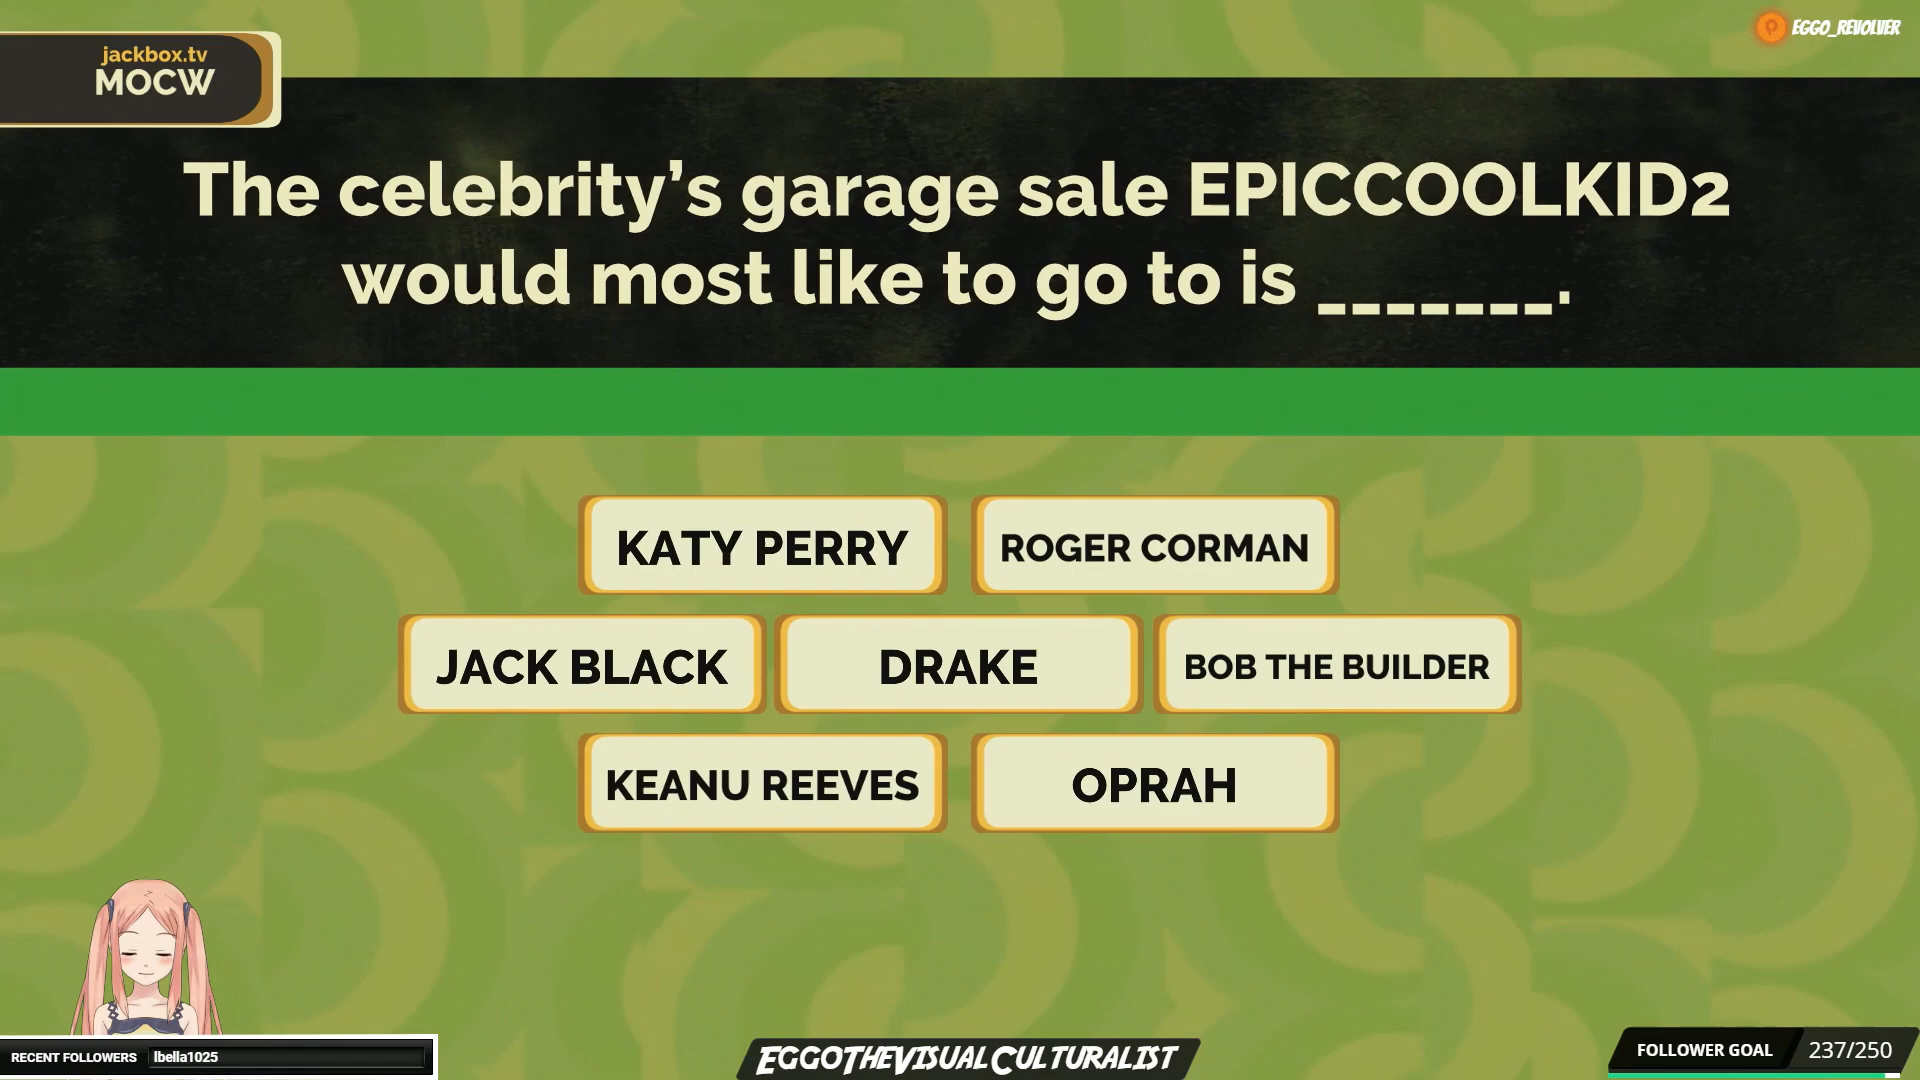 jackbox.tv
MOCW
EGGO_REVOLVER
The celebrity’s garage sale EPICCOOLKID2
would most like to go to is _______.
KATY PERRY
ROGER CORMAN
JACK BLACK
DRAKE
BOB THE BUILDER
KEANU REEVES
OPRAH
RECENT FOLLOWERS lbella1025
EGGOTHEVISUALCULTURALIST
FOLLOWER GOAL 237/250